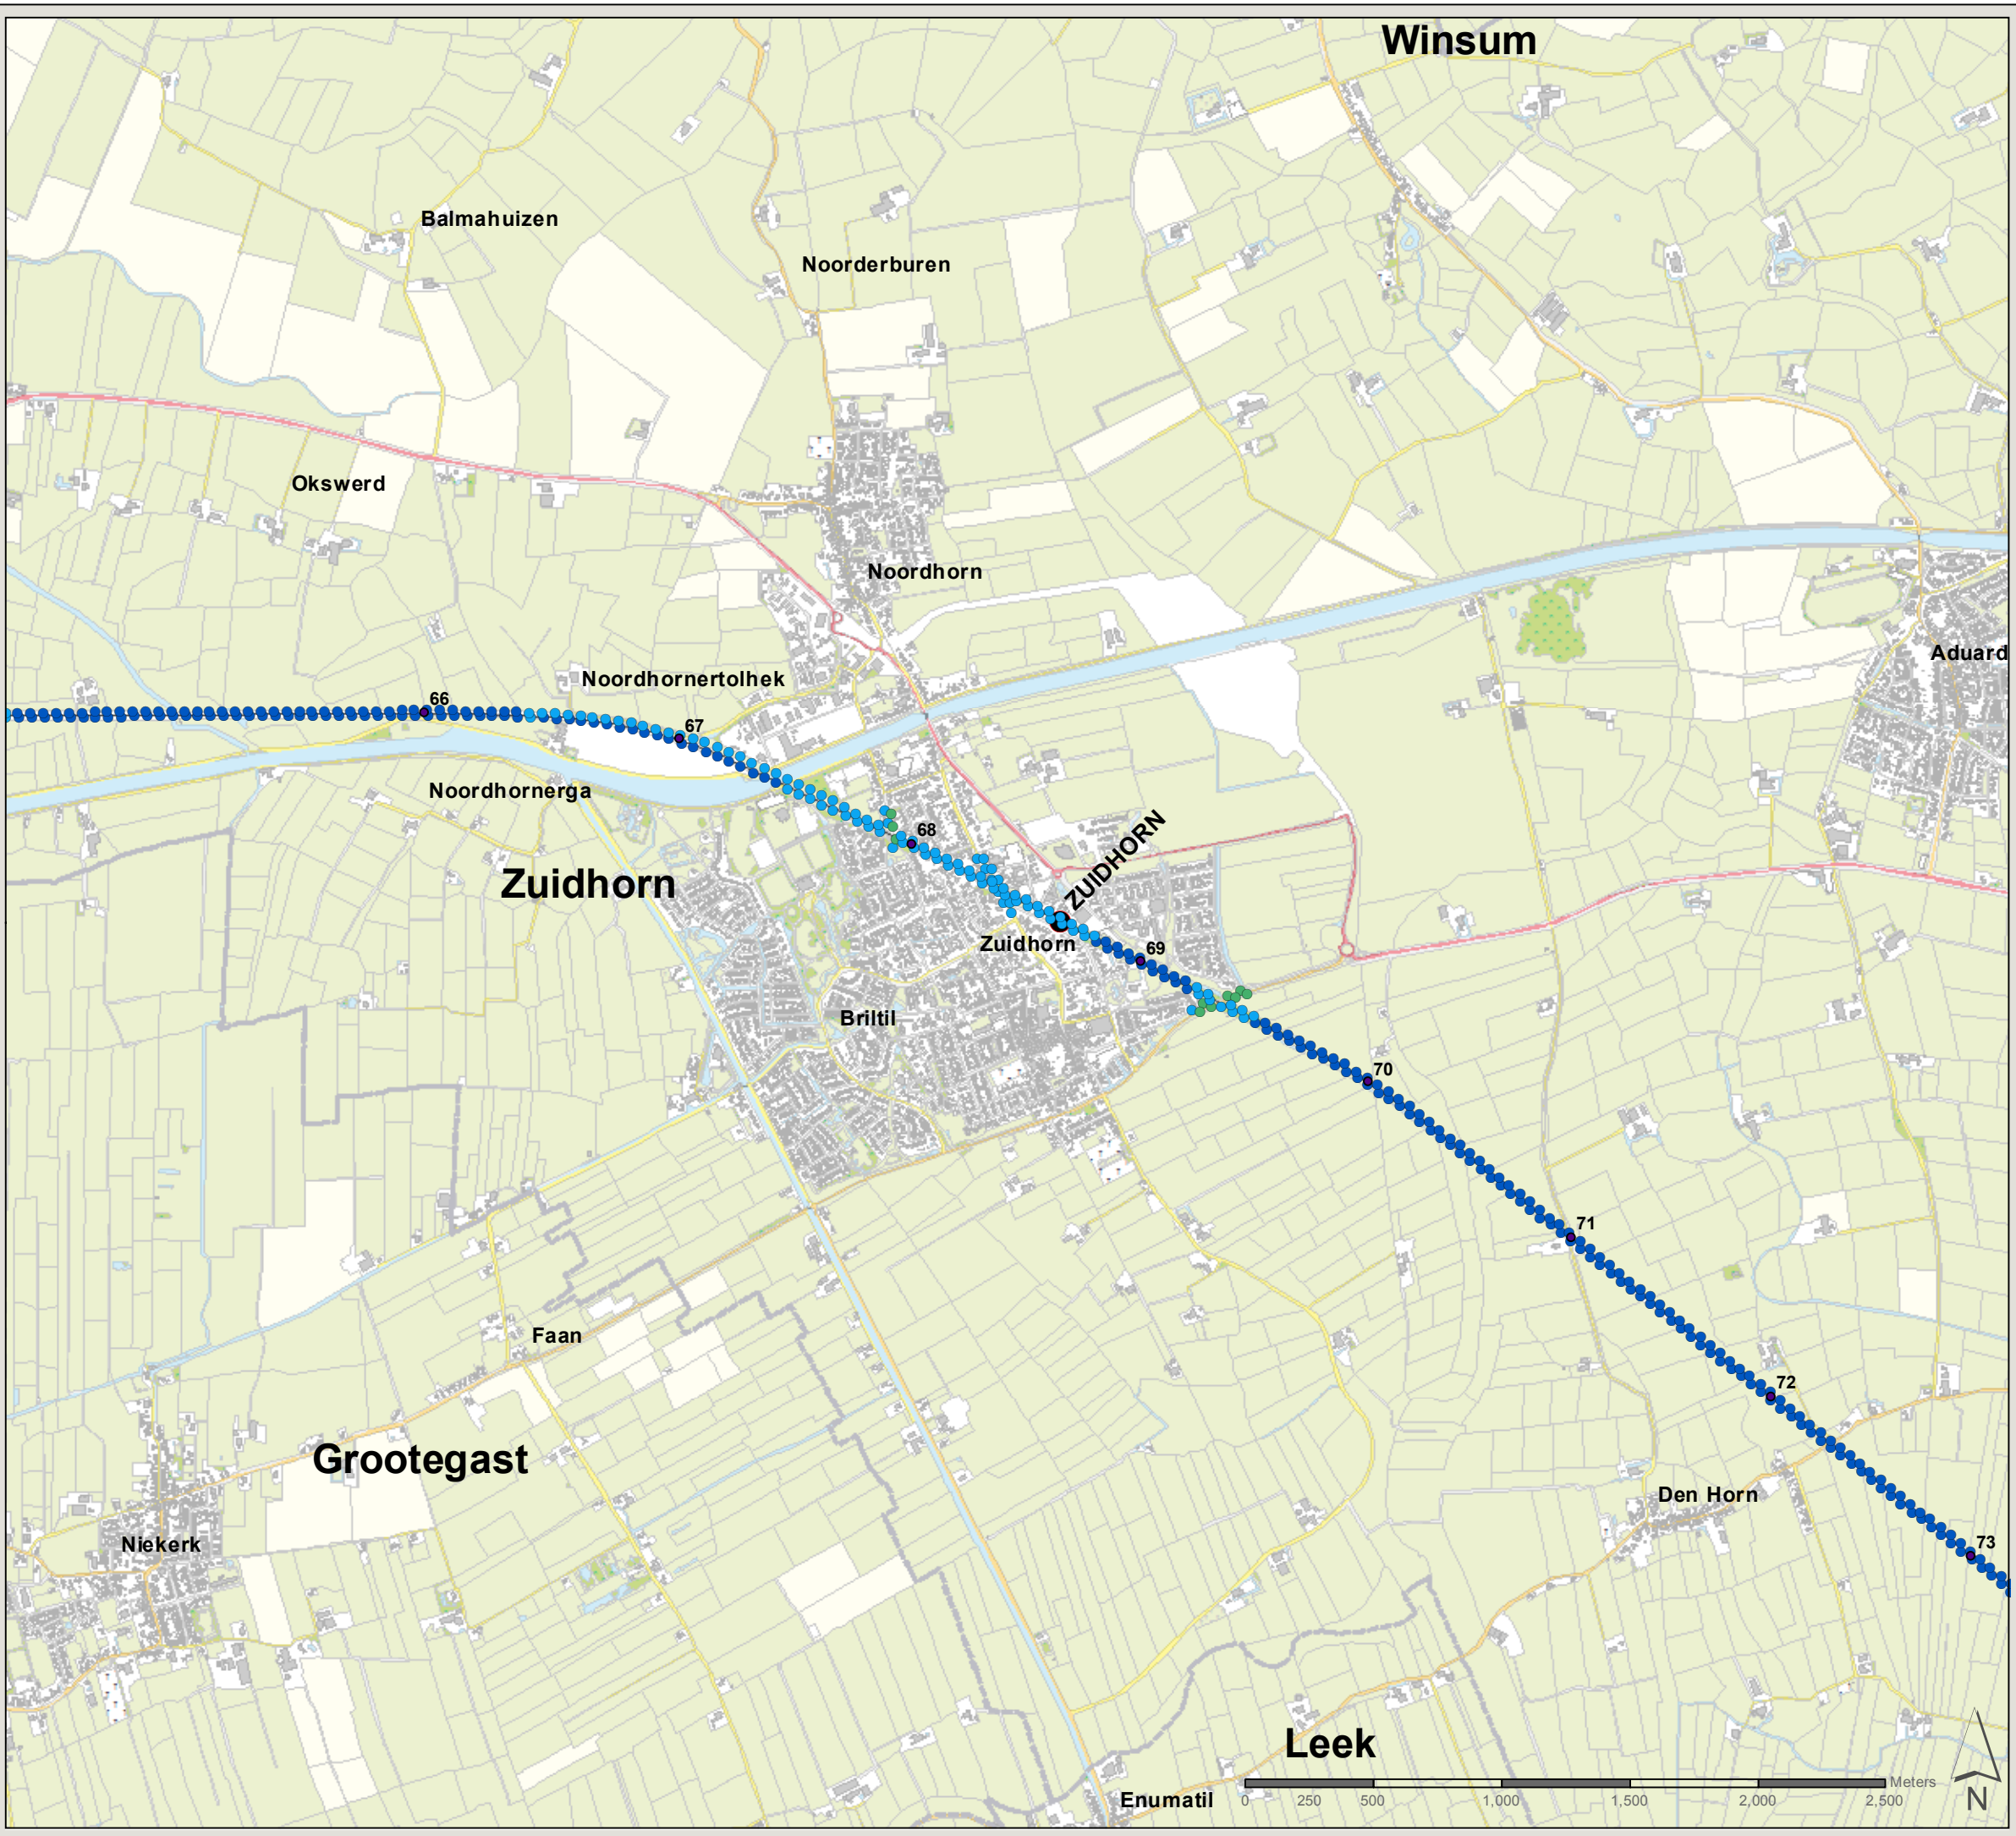 Winsum
Balmahuizen
Noorderburen
Okswerd
Noordhorn
Aduard
Noordhornertolhek
66
67
Noordhornerga
68
ZUIDHORN
Zuidhorn
Zuidhorn
69
Briltil
70
71
Faan
72
Grootegast
Den Horn
Niekerk
73
Leek
Meters
Enumatil
0 250 500 1,000 1,500 2,000 2,500
N